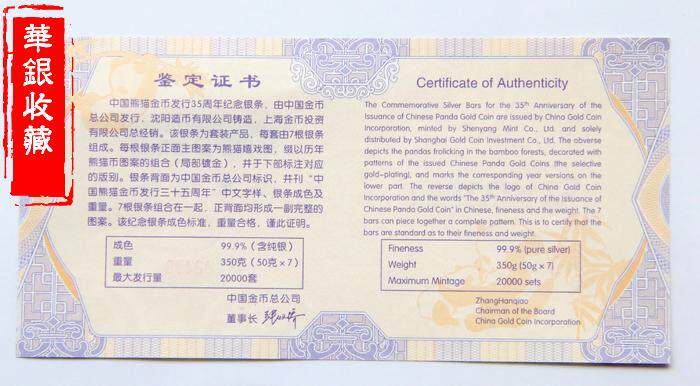 華銀收藏
鉴定证书
中国熊猫金币发行35周年纪念银条，由中国金币
总公司发行，沈阳造币有限公司铸造，上海金币投资
有限公司总经销。该银条为套装产品，每套由7根银条
组成。每根银条正面主图案为熊猫嬉戏图，缀以历年
熊猫币图案的组合（局部镀金），并于下部标注对应
的版别。银条背面为中国金币总公司标识，并刊“中
国熊猫金币发行三十五周年”中文字样、银条成色及
重量。7根银条组合在一起，正背面均形成一副完整的
图案。该纪念银条成色标准，重量合格，谨此证明。
成色 99.9%（含纯银）
重量 350克（50克×7）
最大发行量 20000套
中国金币总公司
董事长
Certificate of Authenticity
The Commemorative Silver Bars for the 35th Anniversary of the
Issuance of Chinese Panda Gold Coin are issued by China Gold Coin
Incorporation, minted by Shenyang Mint Co., Ltd. and solely
distributed by Shanghai Gold Coin Investment Co., Ltd. The obverse
depicts the pandas frolicking in the bamboo forests, decorated with
patterns of the issued Chinese Panda Gold Coins (the selective
gold-plating), and marks the corresponding year versions on the
lower part. The reverse depicts the logo of China Gold Coin
Incorporation and the words "The 35th Anniversary of the Issuance of
Chinese Panda Gold Coin" in Chinese, fineness and the weight. The 7
bars can piece together a complete pattern. This is to certify that the
bars are standard as to their fineness and weight.
Fineness 99.9% (pure silver)
Weight 350g (50g×7)
Maximum Mintage 20000 sets
ZhangHanqiao
Chairman of the Board
China Gold Coin Incorporation